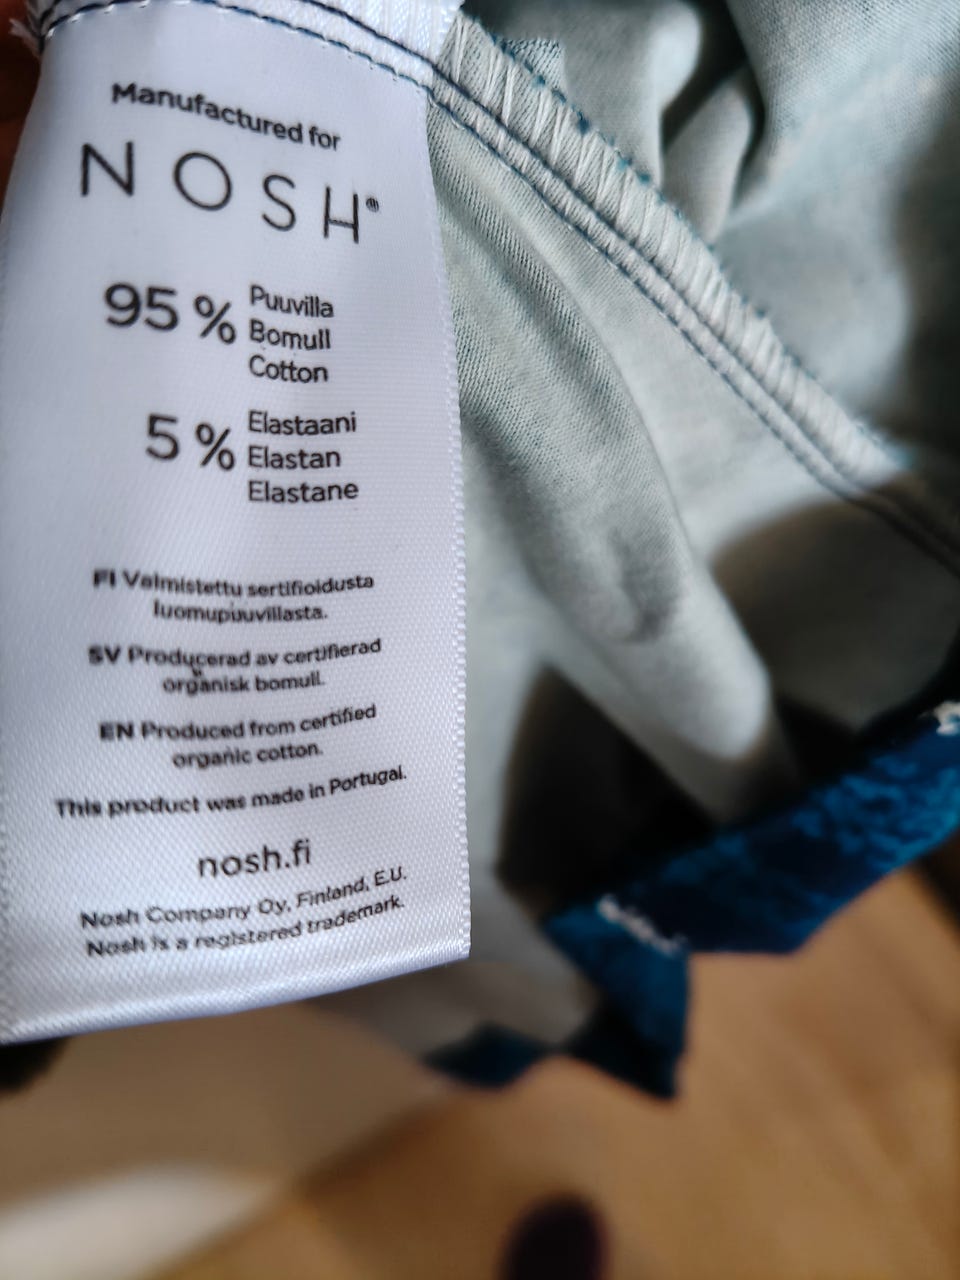 Manufactured for
NOSH®
95 % Puuvilla
Bomull
Cotton
5 % Elastaani
Elastan
Elastane
FI Valmistettu sertifioidusta
luomupuuvillasta.
SV Producerad av certifierad
organisk bomull.
EN Produced from certified
organic cotton.
This product was made in Portugal.
nosh.fi
Nosh Company Oy, Finland, E.U.
Nosh is a registered trademark.